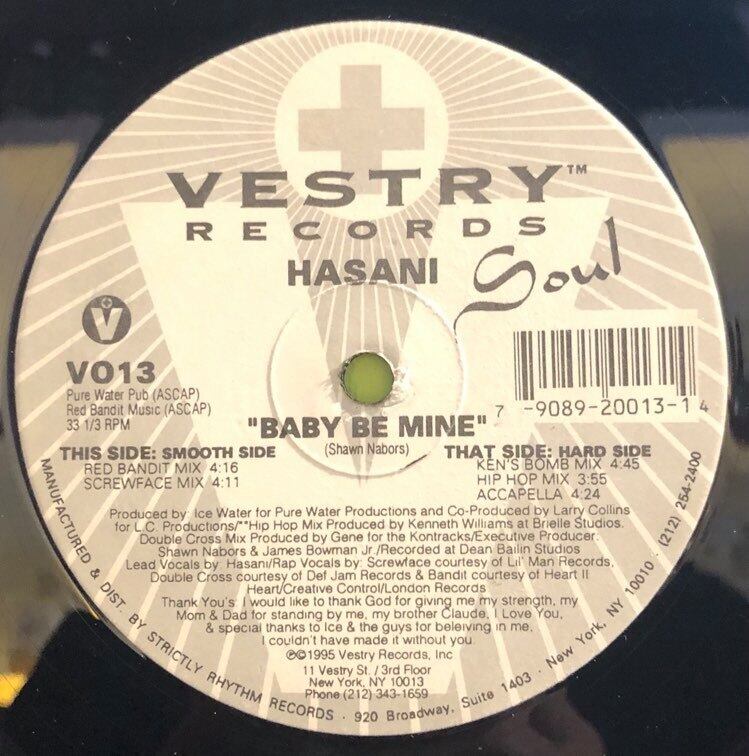 VESTRY™
RECORDS
HASANI
Soul
V
VO13
Pure Water Pub (ASCAP)
Red Bandit Music (ASCAP)
33 1/3 RPM
7 -9089-20013-1 4
"BABY BE MINE"
(Shawn Nabors)
THIS SIDE: SMOOTH SIDE
RED BANDIT MIX 4:16
SCREWFACE MIX 4:11
THAT SIDE: HARD SIDE
KEN'S BOMB MIX 4:45
HIP HOP MIX 3:55
ACCAPELLA 4:24
Produced by: Ice Water for Pure Water Productions and Co-Produced by Larry Collins
for L.C. Productions/**Hip Hop Mix Produced by Kenneth Williams at Brielle Studios.
Double Cross Mix Produced by Gene for the Kontracks/Executive Producer:
Shawn Nabors & James Bowman Jr./Recorded at Dean Bailin Studios
Lead Vocals by: Hasani/Rap Vocals by: Screwface courtesy of Lil' Man Records,
Double Cross courtesy of Def Jam Records & Bandit courtesy of Heart II
Heart/Creative Control/London Records
Thank You's: I would like to thank God for giving me my strength, my
Mom & Dad for standing by me, my brother Claude, I Love You,
& special thanks to Ice & the guys for beleiving in me,
I couldn't have made it without you.
℗©1995 Vestry Records, Inc
11 Vestry St. / 3rd Floor
New York, NY 10013
Phone (212) 343-1659
MANUFACTURED & DIST. BY STRICTLY RHYTHM RECORDS · 920 Broadway, Suite 1403 · New York, NY 10010 · (212) 254-2400